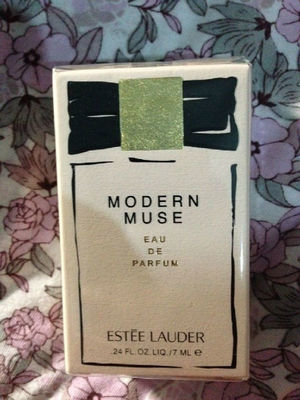 MODERN
MUSE
EAU
DE
PARFUM
ESTĒE LAUDER
.24 FL.OZ.LIQ./7 ML ℮